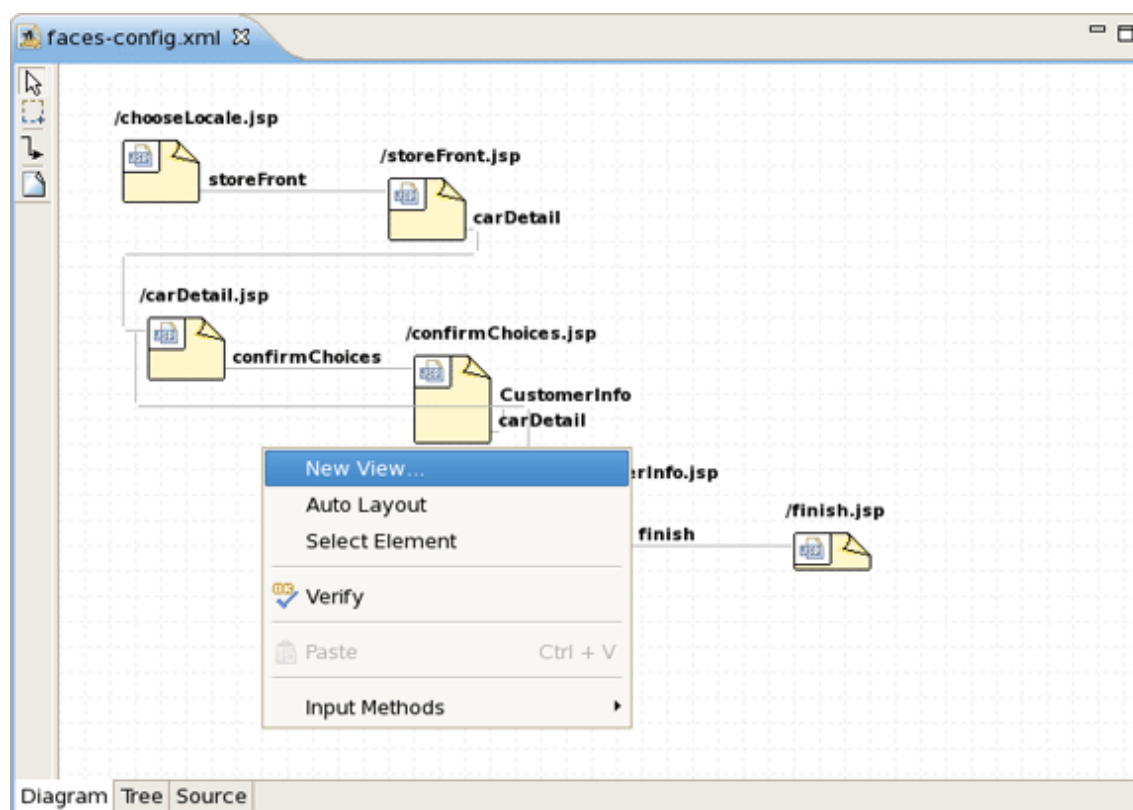 faces-config.xml
/chooseLocale.jsp
/storeFront.jsp
storeFront
carDetail
/carDetail.jsp
/confirmChoices.jsp
confirmChoices
CustomerInfo
carDetail
New View...
erInfo.jsp
Auto Layout
/finish.jsp
Select Element
finish
Verify
Paste Ctrl + V
Input Methods
Diagram Tree Source